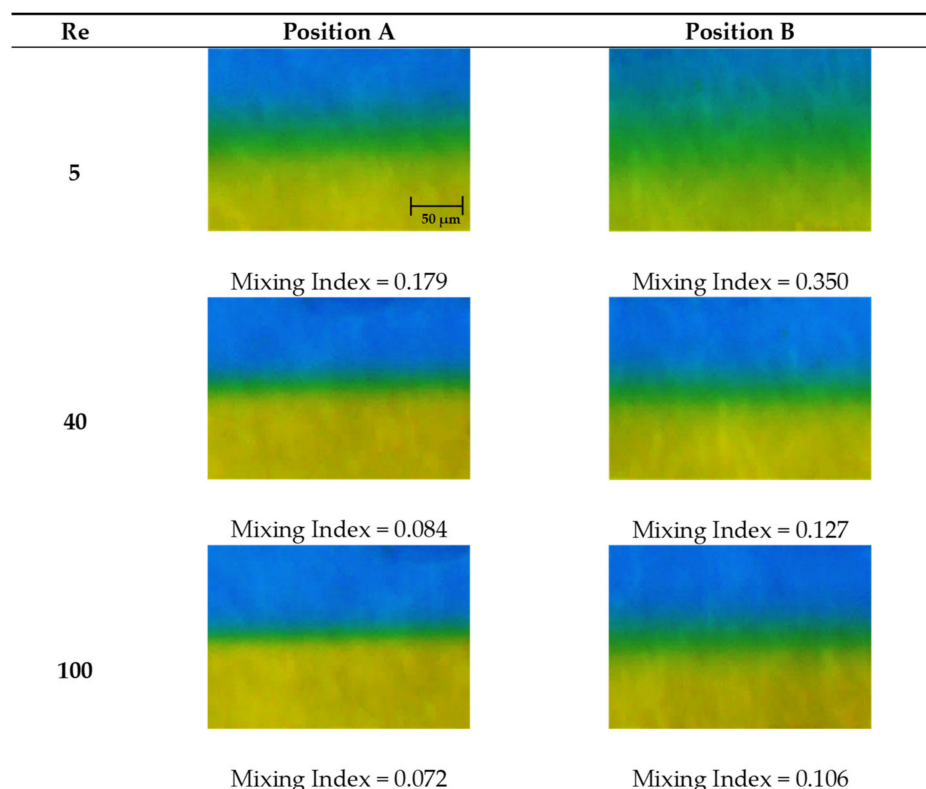 Re Position A Position B
5
50 μm
Mixing Index = 0.179 Mixing Index = 0.350
40
Mixing Index = 0.084 Mixing Index = 0.127
100
Mixing Index = 0.072 Mixing Index = 0.106